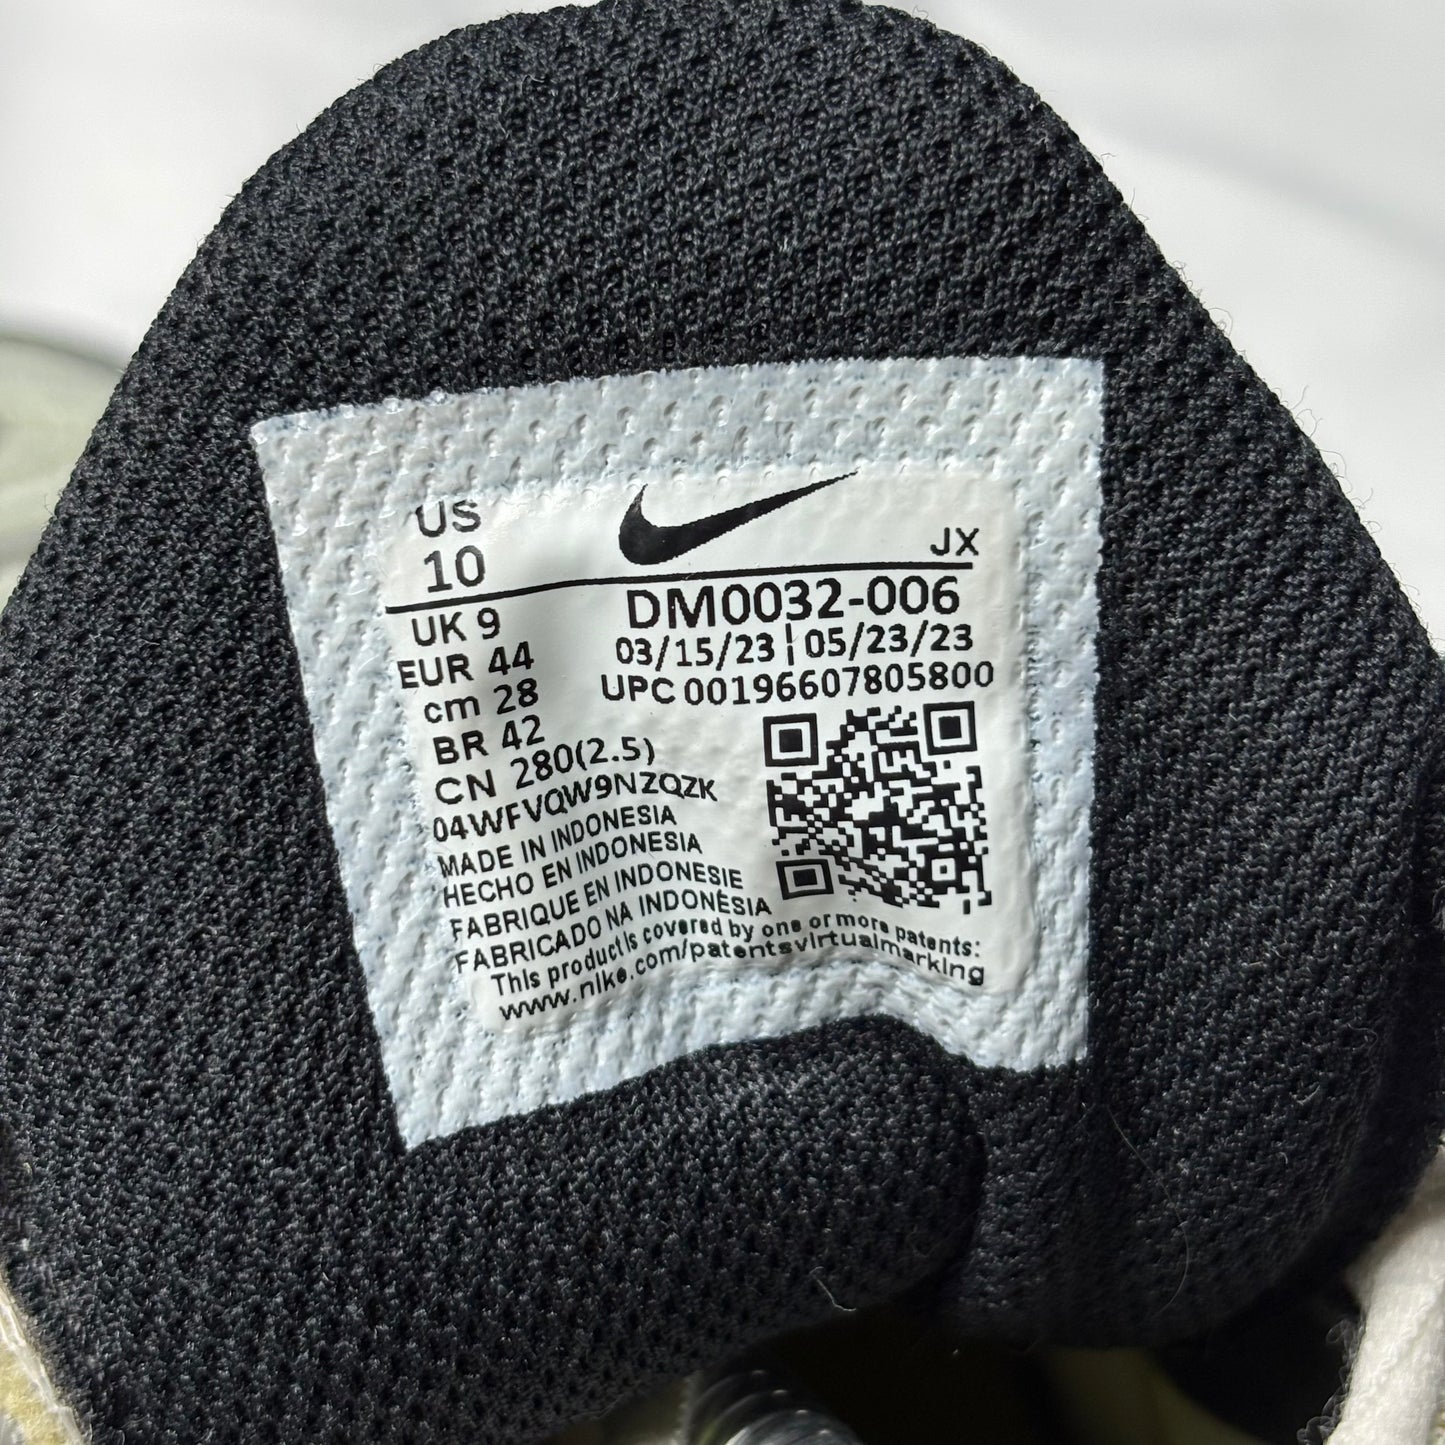 US
10
JX
UK 9
EUR 44
cm 28
BR 42
CN 280(2.5)
DM0032-006
03/15/23 | 05/23/23
UPC 00196607805800
04WFVQW9NZQZK
MADE IN INDONESIA
HECHO EN INDONESIA
FABRIQUE EN INDONESIE
FABRICADO NA INDONÉSIA
This product is covered by one or more patents:
www.nike.com/patentsvirtualmarking